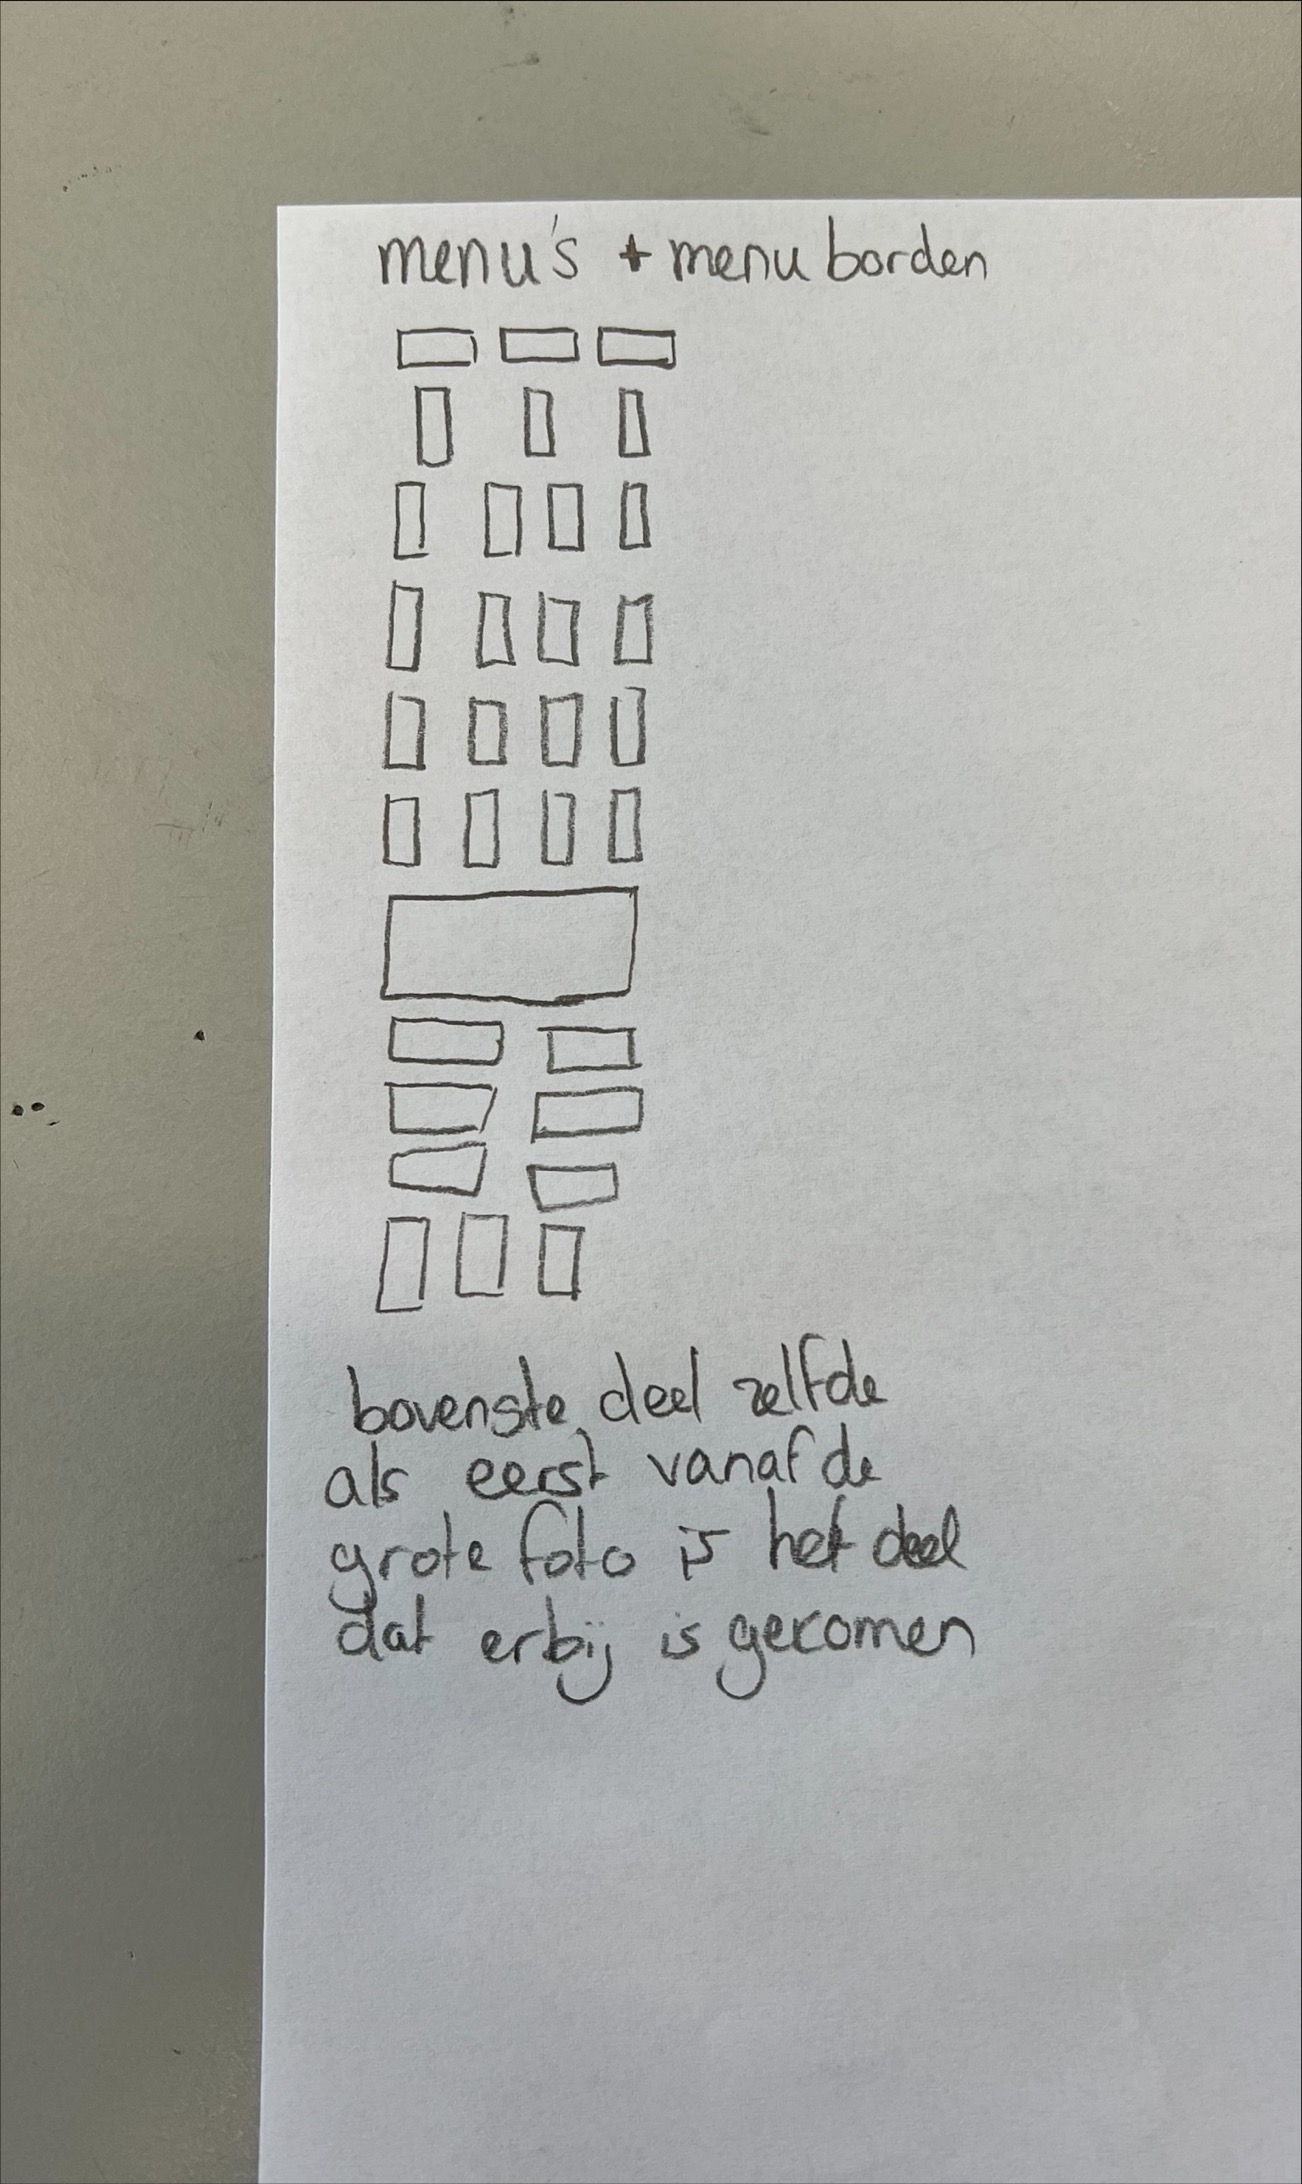 menu's + menu borden
bovenste deel zelfde
als eerst vanaf de
grote foto is het deel
dat erbij is gekomen